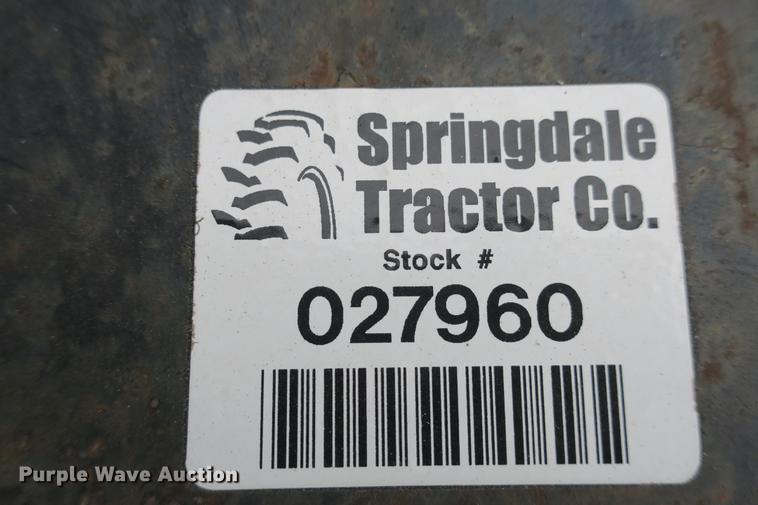 Springdale
Tractor Co.
Stock #
027960
Purple Wave Auction